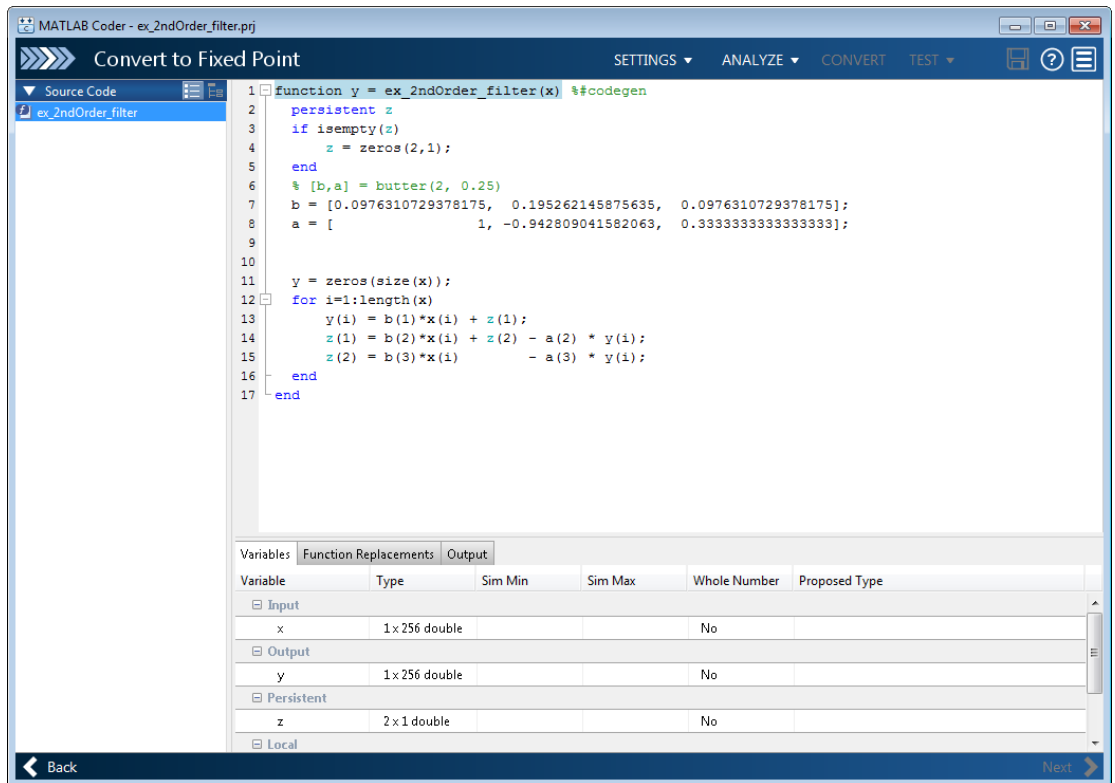 MATLAB Coder - ex_2ndOrder_filter.prj
Convert to Fixed Point SETTINGS ▼ ANALYZE ▼ CONVERT TEST ▼
▼ Source Code
ex_2ndOrder_filter
1 function y = ex_2ndOrder_filter(x) %#codegen
2 persistent z
3 if isempty(z)
4 z = zeros(2,1);
5 end
6 % [b,a] = butter(2, 0.25)
7 b = [0.0976310729378175, 0.195262145875635, 0.0976310729378175];
8 a = [ 1, -0.942809041582063, 0.3333333333333333];
9
10
11 y = zeros(size(x));
12 for i=1:length(x)
13 y(i) = b(1)*x(i) + z(1);
14 z(1) = b(2)*x(i) + z(2) - a(2) * y(i);
15 z(2) = b(3)*x(i) - a(3) * y(i);
16 end
17 end
Variables Function Replacements Output
Variable Type Sim Min Sim Max Whole Number Proposed Type
Input
x 1 x 256 double No
Output
y 1 x 256 double No
Persistent
z 2 x 1 double No
Local
Back Next